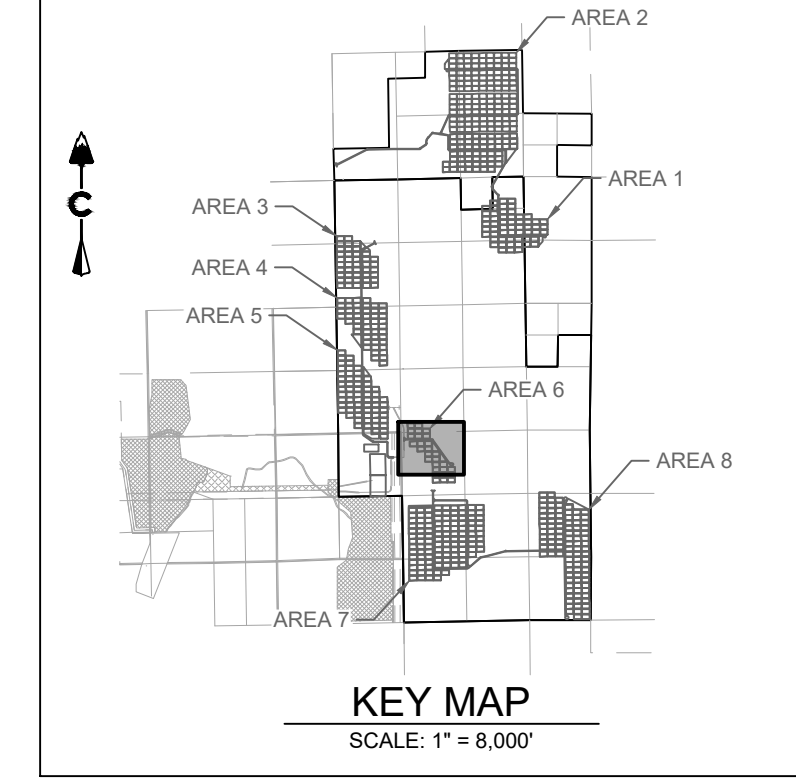 AREA 2
AREA 1
AREA 3
AREA 4
AREA 5
AREA 6
AREA 8
AREA 7
C
KEY MAP
SCALE: 1" = 8,000'